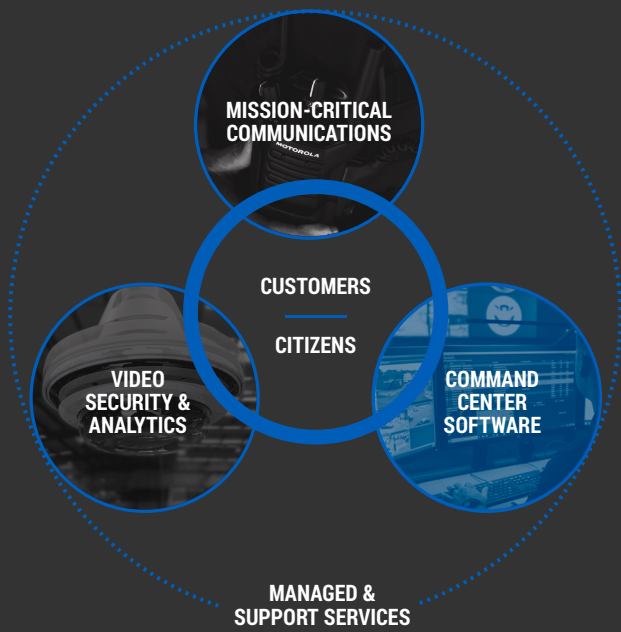 MISSION-CRITICAL
COMMUNICATIONS
MOTOROLA
CUSTOMERS
CITIZENS
VIDEO
SECURITY &
ANALYTICS
COMMAND
CENTER
SOFTWARE
MANAGED &
SUPPORT SERVICES